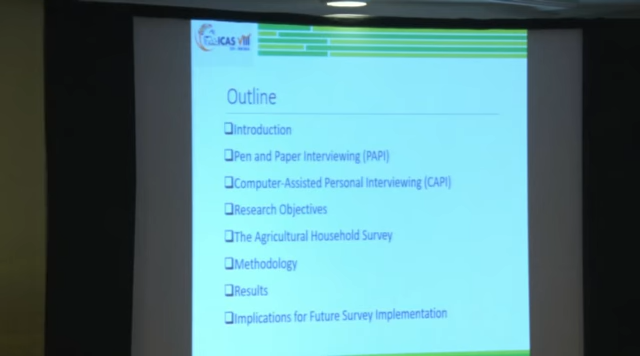 ICAS VIII
Outline
Introduction
Pen and Paper Interviewing (PAPI)
Computer-Assisted Personal Interviewing (CAPI)
Research Objectives
The Agricultural Household Survey
Methodology
Results
Implications for Future Survey Implementation